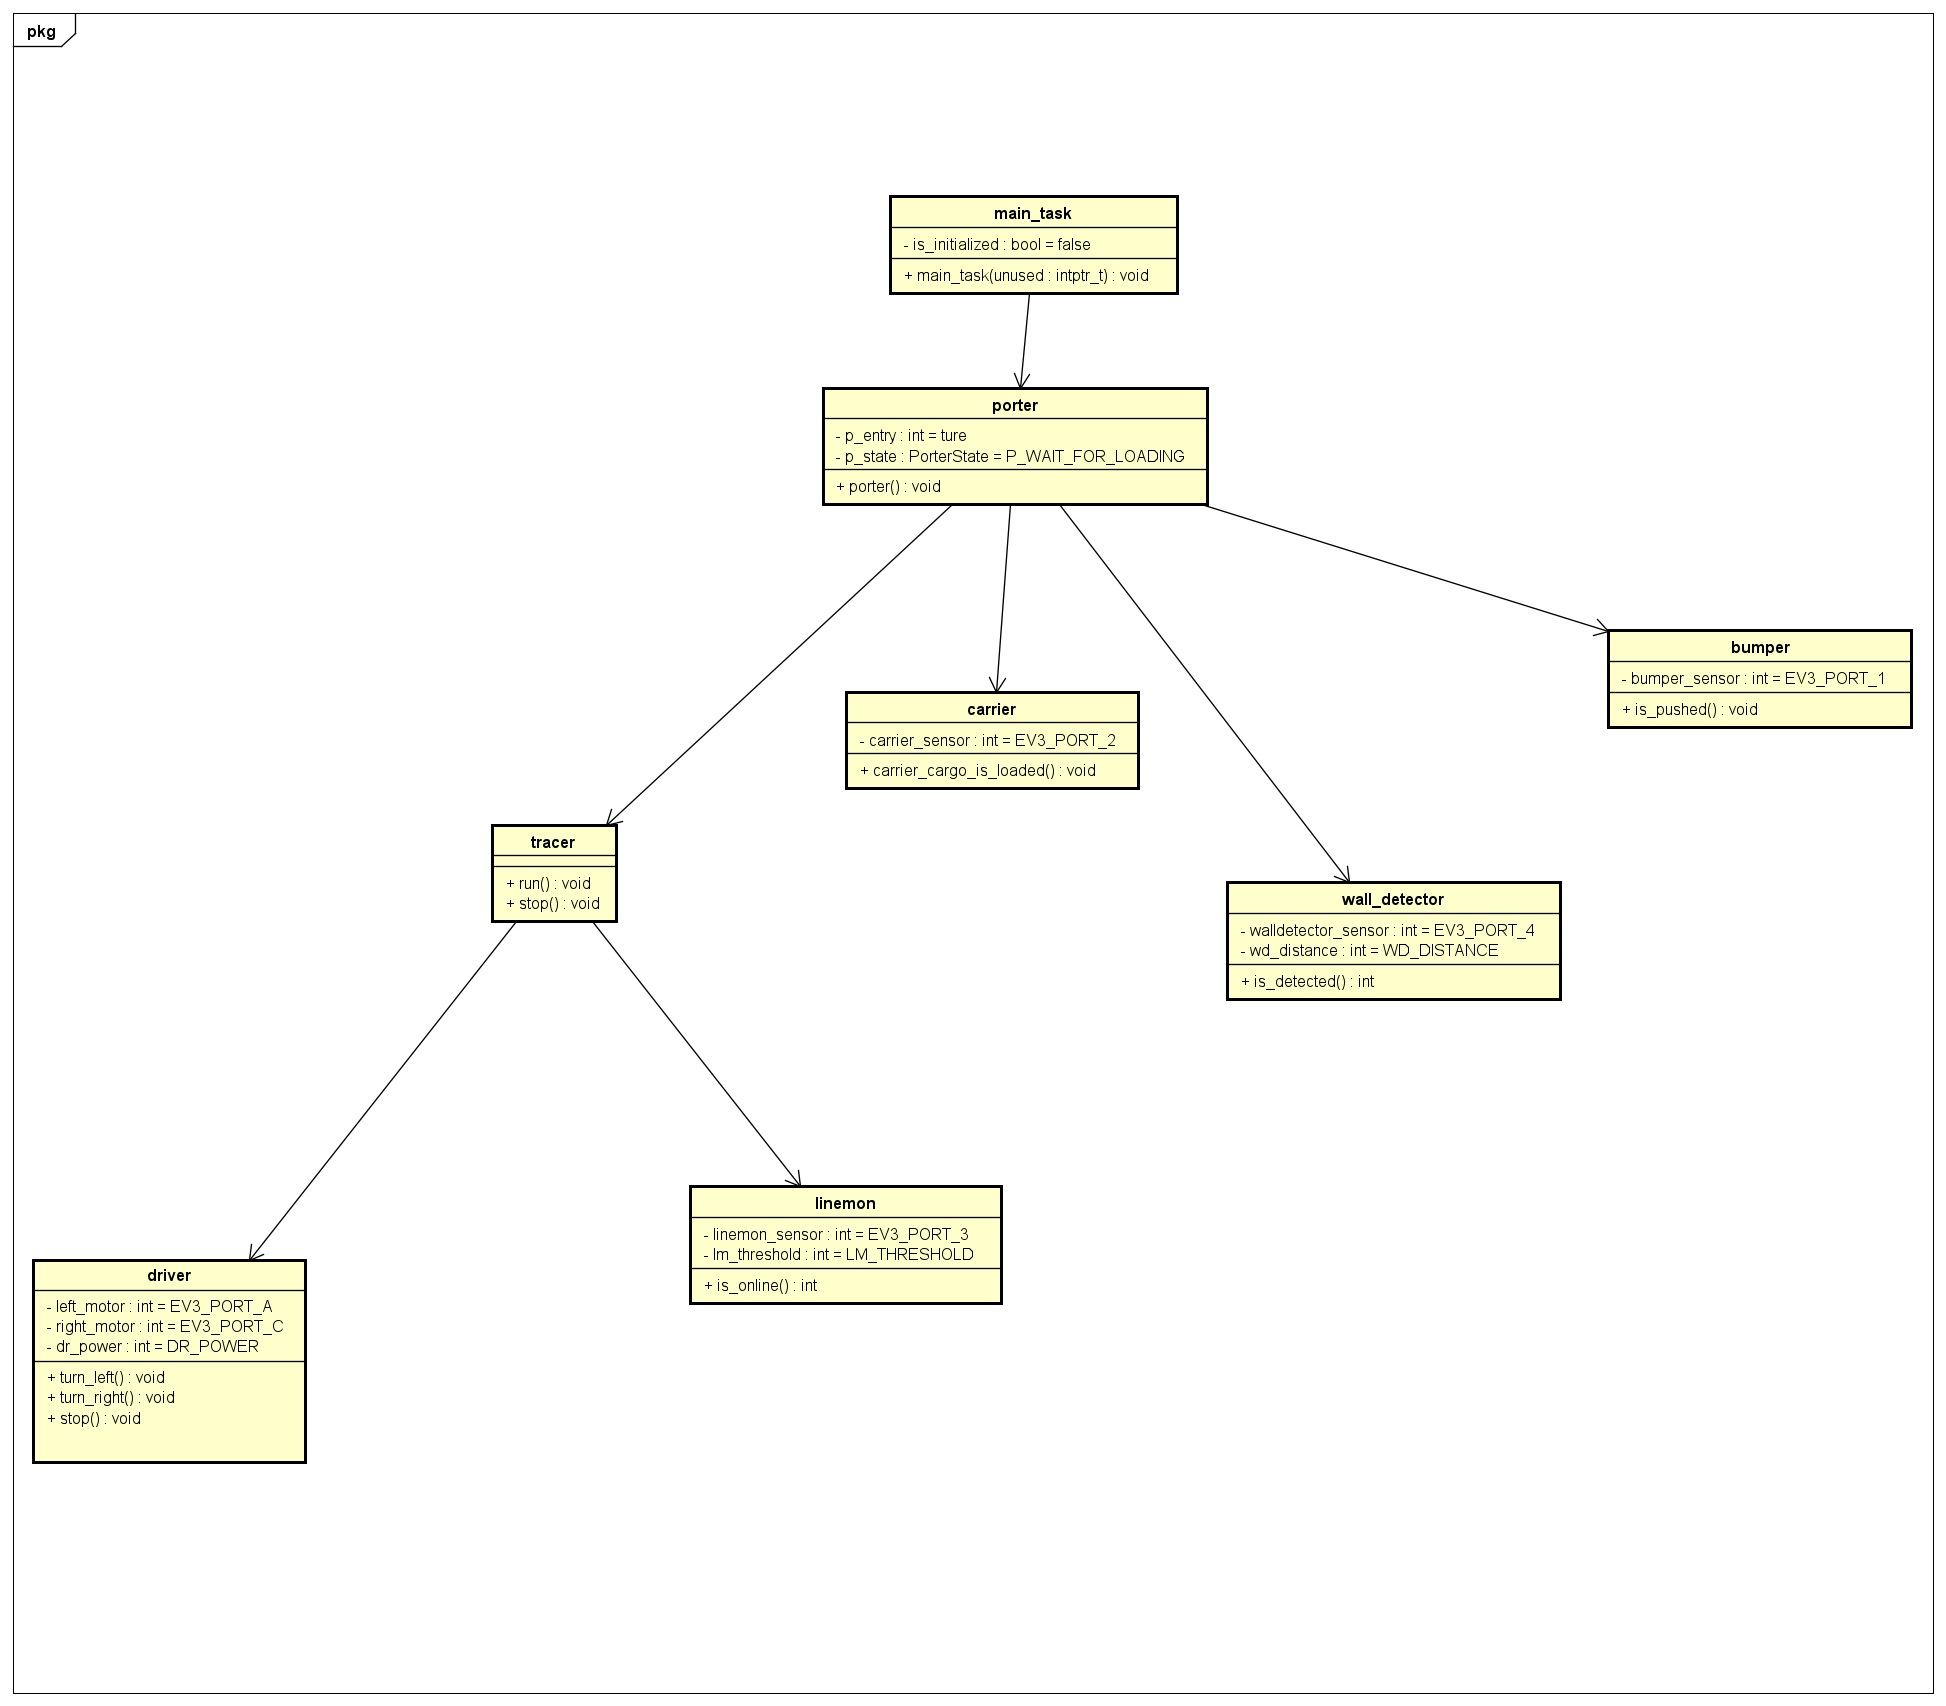 pkg
main_task
- is_initialized : bool = false
+ main_task(unused : intptr_t) : void
porter
- p_entry : int = ture
- p_state : PorterState = P_WAIT_FOR_LOADING
+ porter() : void
bumper
- bumper_sensor : int = EV3_PORT_1
+ is_pushed() : void
carrier
- carrier_sensor : int = EV3_PORT_2
+ carrier_cargo_is_loaded() : void
tracer
+ run() : void
+ stop() : void
wall_detector
- walldetector_sensor : int = EV3_PORT_4
- wd_distance : int = WD_DISTANCE
+ is_detected() : int
linemon
- linemon_sensor : int = EV3_PORT_3
- lm_threshold : int = LM_THRESHOLD
+ is_online() : int
driver
- left_motor : int = EV3_PORT_A
- right_motor : int = EV3_PORT_C
- dr_power : int = DR_POWER
+ turn_left() : void
+ turn_right() : void
+ stop() : void